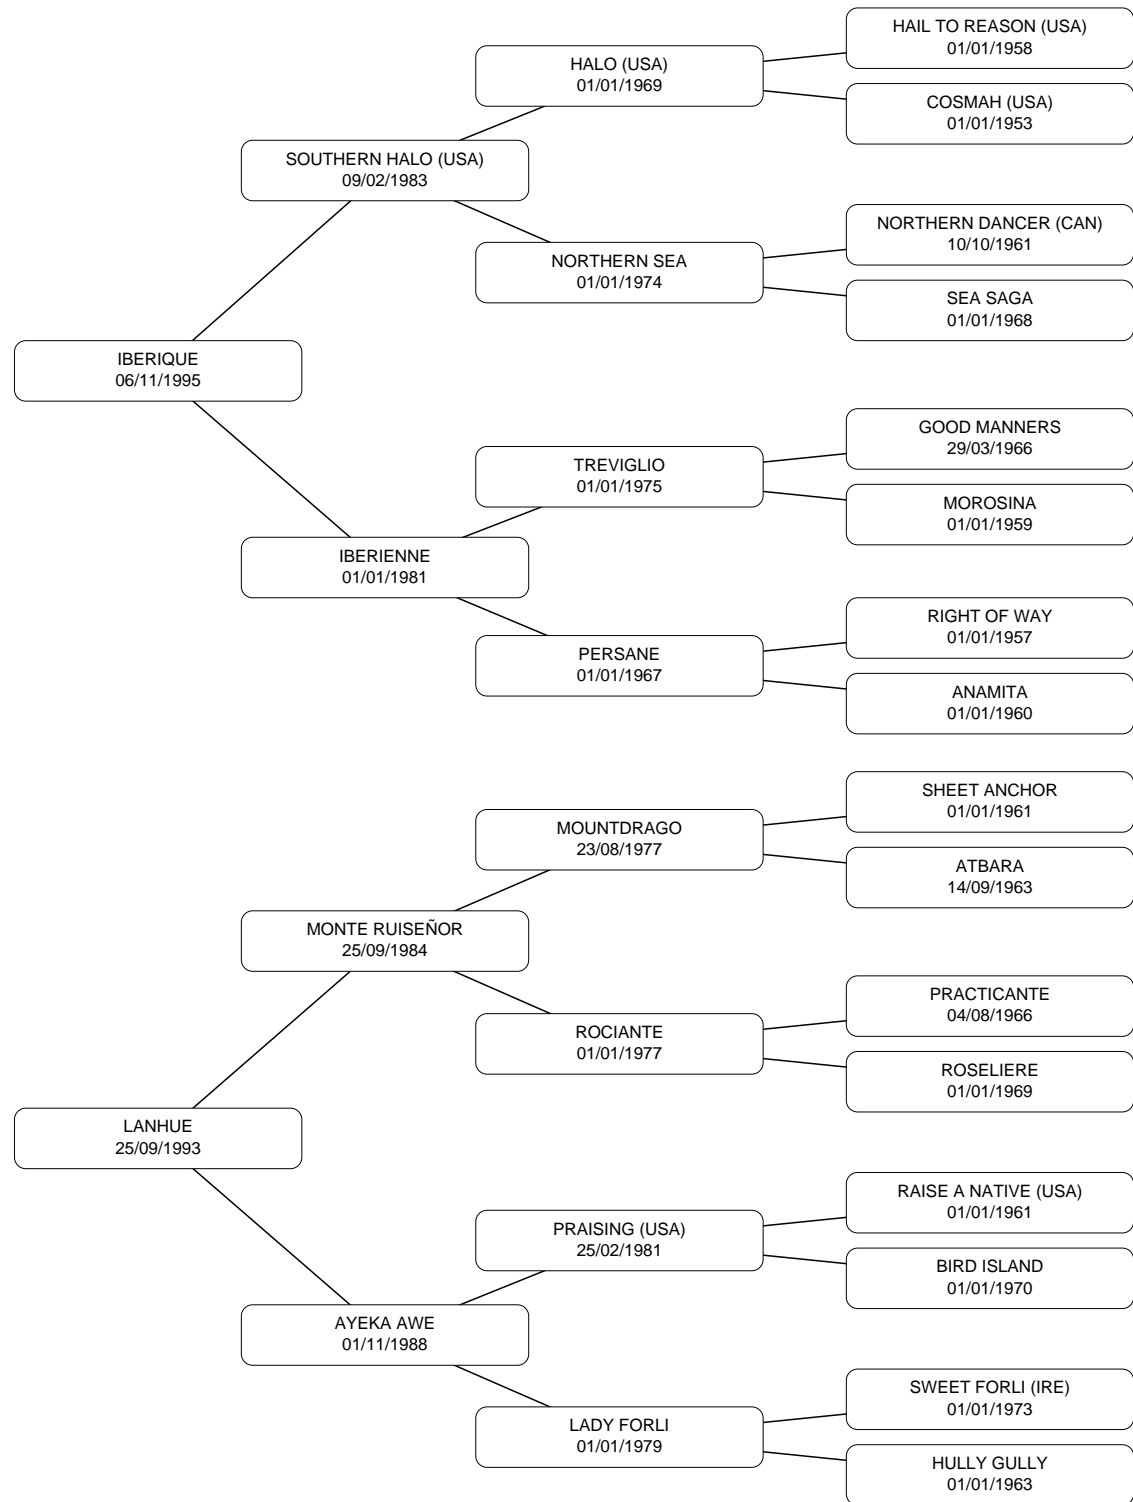 HAIL TO REASON (USA)
01/01/1958
HALO (USA)
01/01/1969
COSMAH (USA)
01/01/1953
SOUTHERN HALO (USA)
09/02/1983
NORTHERN DANCER (CAN)
10/10/1961
NORTHERN SEA
01/01/1974
SEA SAGA
01/01/1968
IBERIQUE
06/11/1995
GOOD MANNERS
29/03/1966
TREVIGLIO
01/01/1975
MOROSINA
01/01/1959
IBERIENNE
01/01/1981
RIGHT OF WAY
01/01/1957
PERSANE
01/01/1967
ANAMITA
01/01/1960
SHEET ANCHOR
01/01/1961
MOUNTDRAGO
23/08/1977
ATBARA
14/09/1963
MONTE RUISEÑOR
25/09/1984
PRACTICANTE
04/08/1966
ROCIANTE
01/01/1977
ROSELIERE
01/01/1969
LANHUE
25/09/1993
RAISE A NATIVE (USA)
01/01/1961
PRAISING (USA)
25/02/1981
BIRD ISLAND
01/01/1970
AYEKA AWE
01/11/1988
SWEET FORLI (IRE)
01/01/1973
LADY FORLI
01/01/1979
HULLY GULLY
01/01/1963